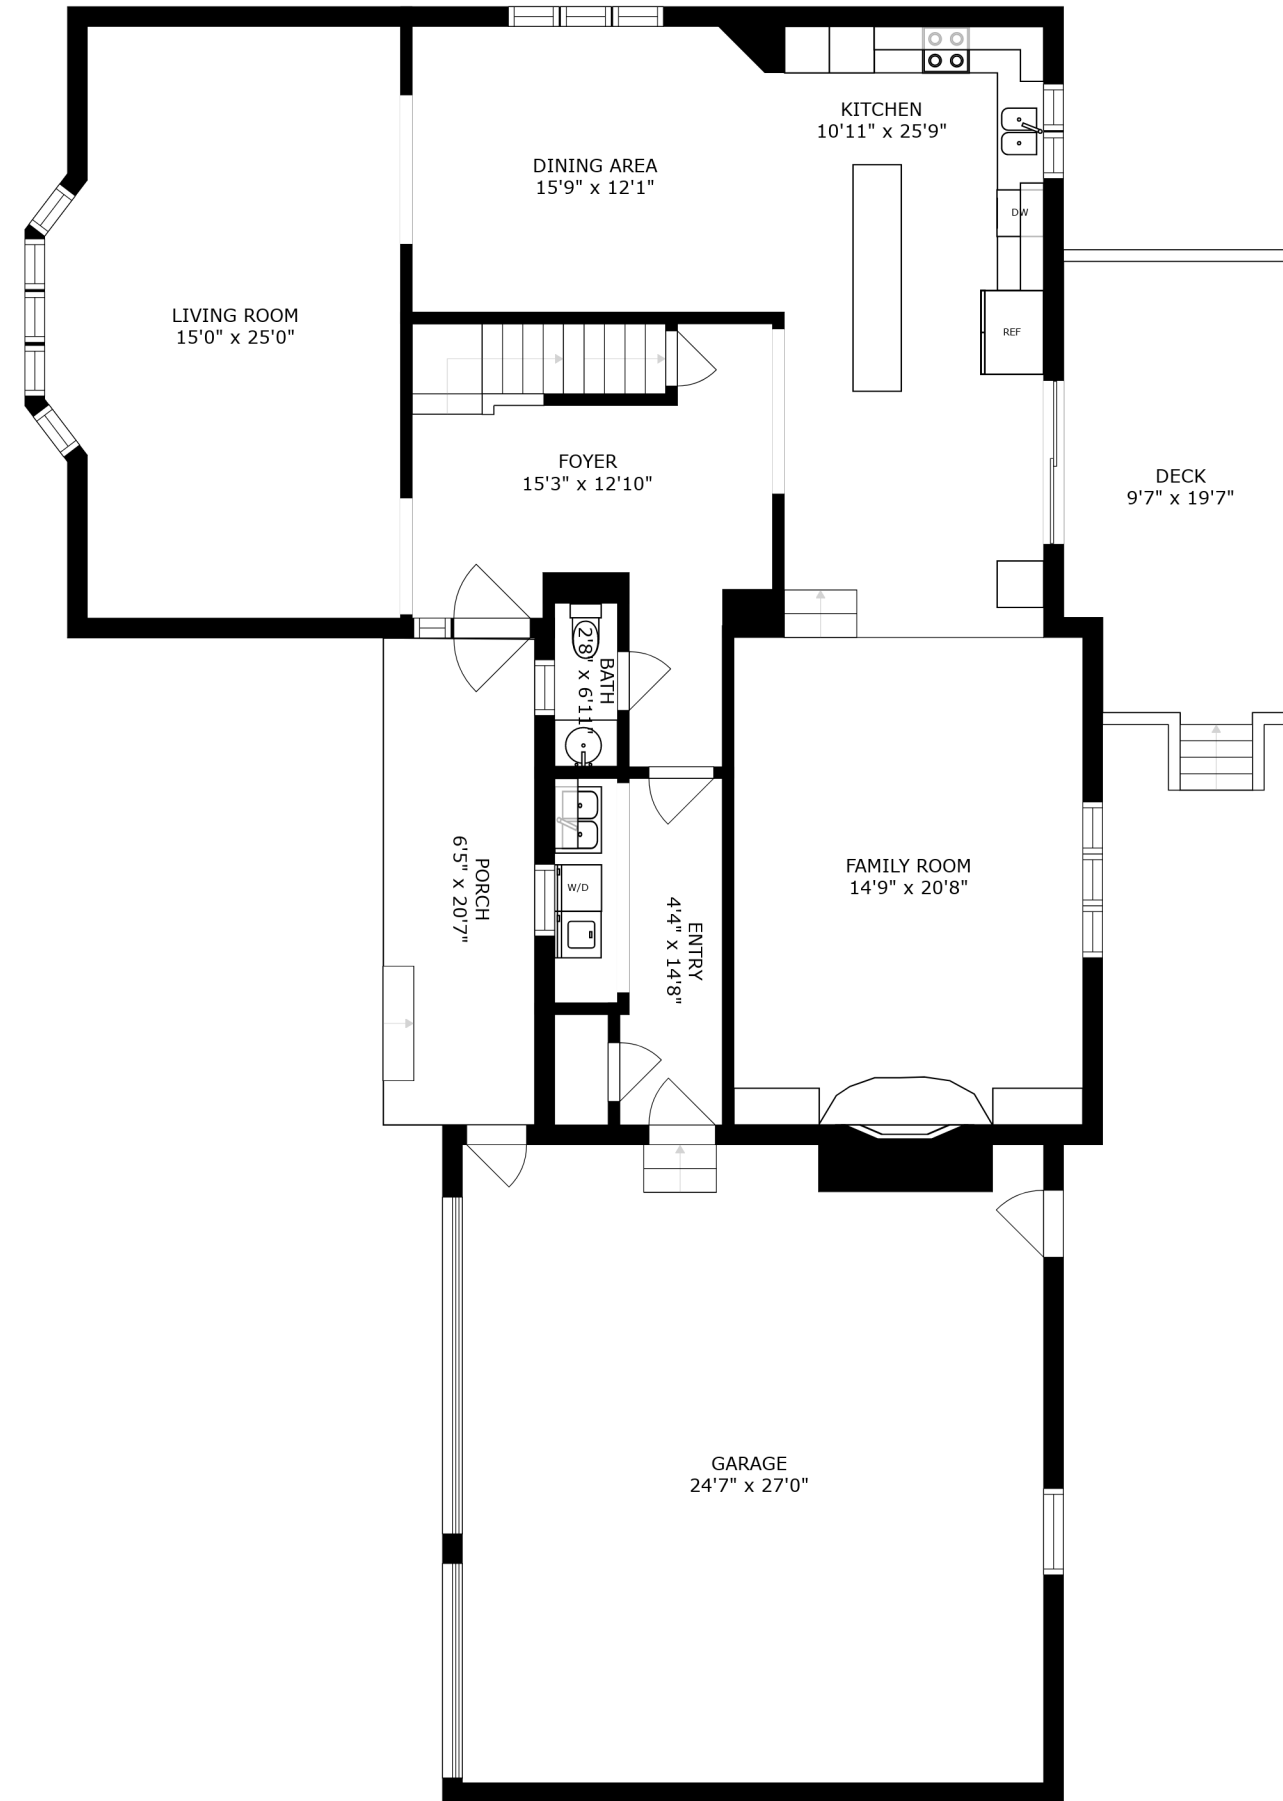 KITCHEN
10'11" x 25'9"
DINING AREA
15'9" x 12'1"
DW
LIVING ROOM
15'0" x 25'0"
REF
FOYER
15'3" x 12'10"
DECK
9'7" x 19'7"
BATH
2'8" x 6'11"
PORCH
6'5" x 20'7"
W/D
ENTRY
4'4" x 14'8"
FAMILY ROOM
14'9" x 20'8"
GARAGE
24'7" x 27'0"